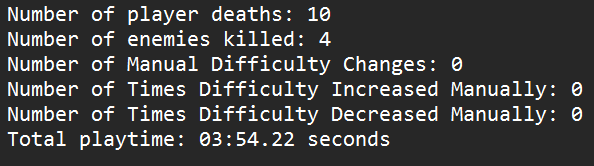 Number of player deaths: 10
Number of enemies killed: 4
Number of Manual Difficulty Changes: 0
Number of Times Difficulty Increased Manually: 0
Number of Times Difficulty Decreased Manually: 0
Total playtime: 03:54.22 seconds